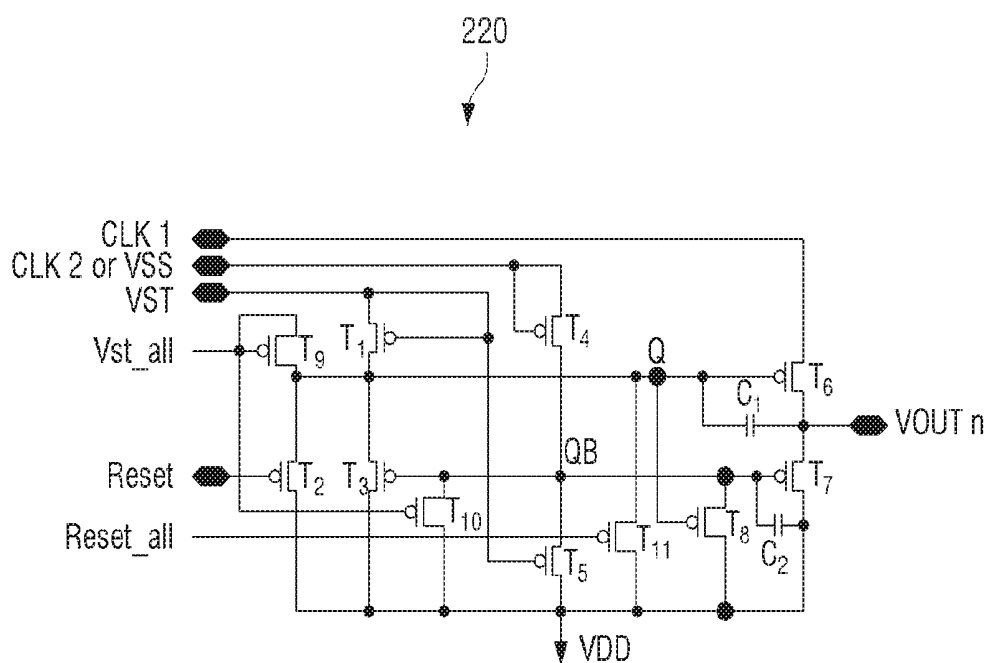 220
CLK 1
CLK 2 or VSS
VST
Vst_all
T9
T1
T4
Q
T6
C1
VOUT n
Reset
T2
T3
QB
T7
T10
T8
Reset_all
T11
C2
T5
VDD